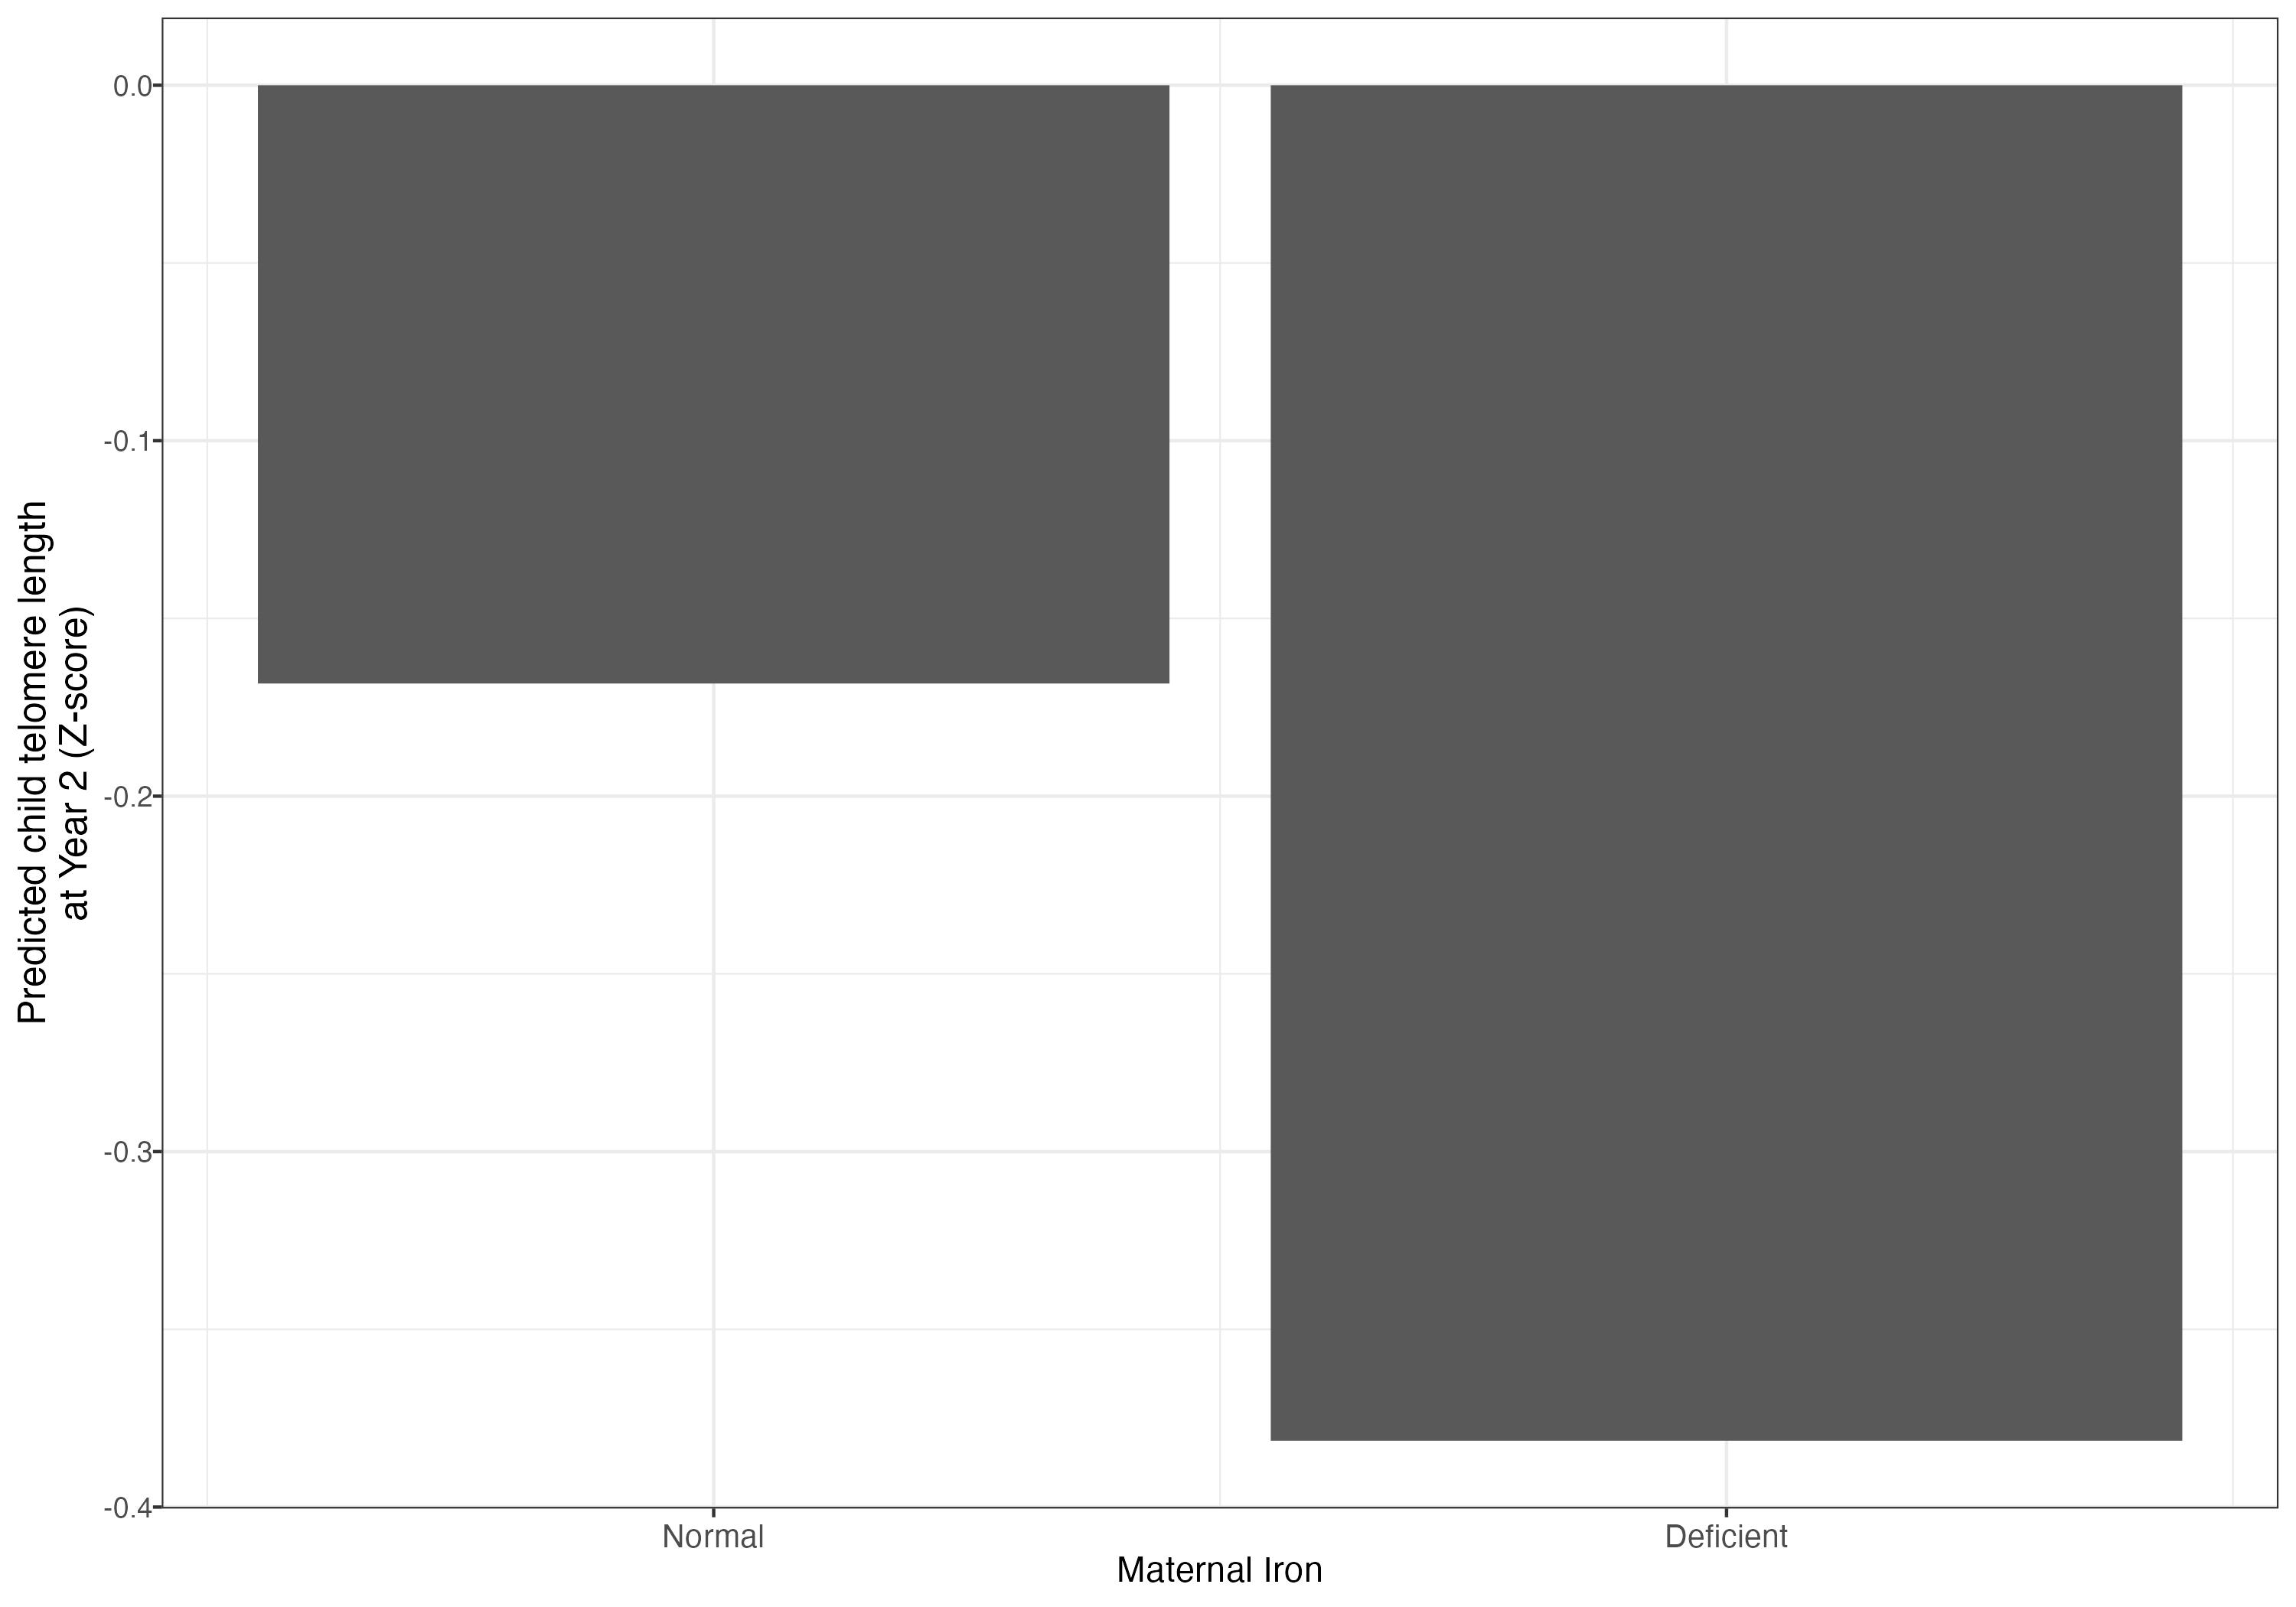 Predicted child telomere length
at Year 2 (Z-score)
0.0
-0.1
-0.2
-0.3
-0.4
Normal
Deficient
Maternal Iron